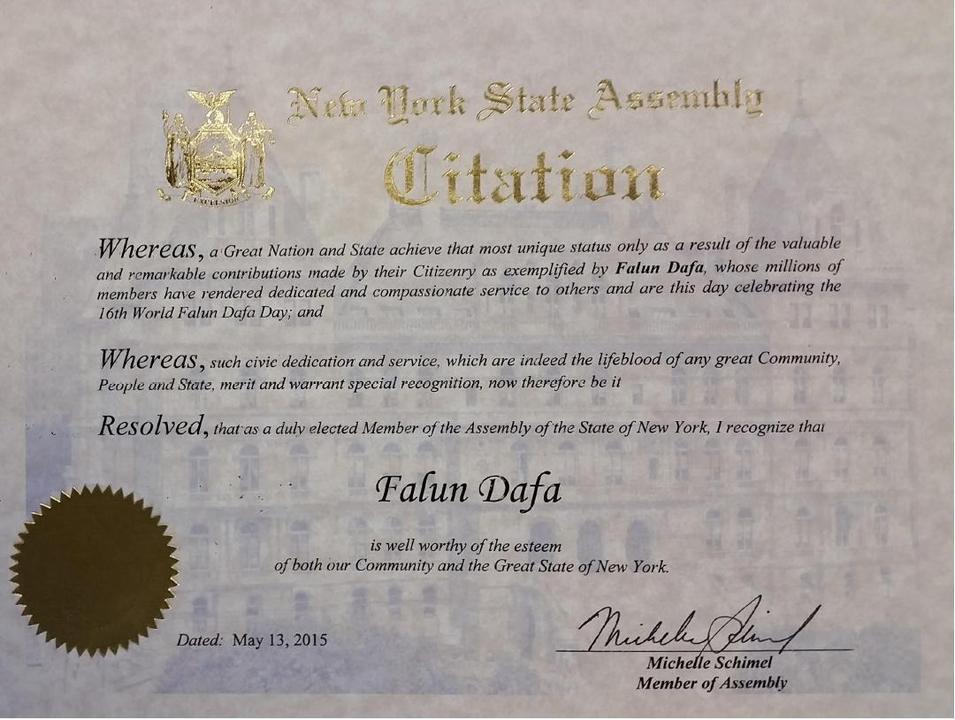 New York State Assembly
Citation
EXCELSIOR
Whereas, a Great Nation and State achieve that most unique status only as a result of the valuable
and remarkable contributions made by their Citizenry as exemplified by Falun Dafa, whose millions of
members have rendered dedicated and compassionate service to others and are this day celebrating the
16th World Falun Dafa Day; and
Whereas, such civic dedication and service, which are indeed the lifeblood of any great Community,
People and State, merit and warrant special recognition, now therefore be it
Resolved, that as a duly elected Member of the Assembly of the State of New York, I recognize that
Falun Dafa
is well worthy of the esteem
of both our Community and the Great State of New York.
Dated: May 13, 2015
Michelle Schimel
Michelle Schimel
Member of Assembly